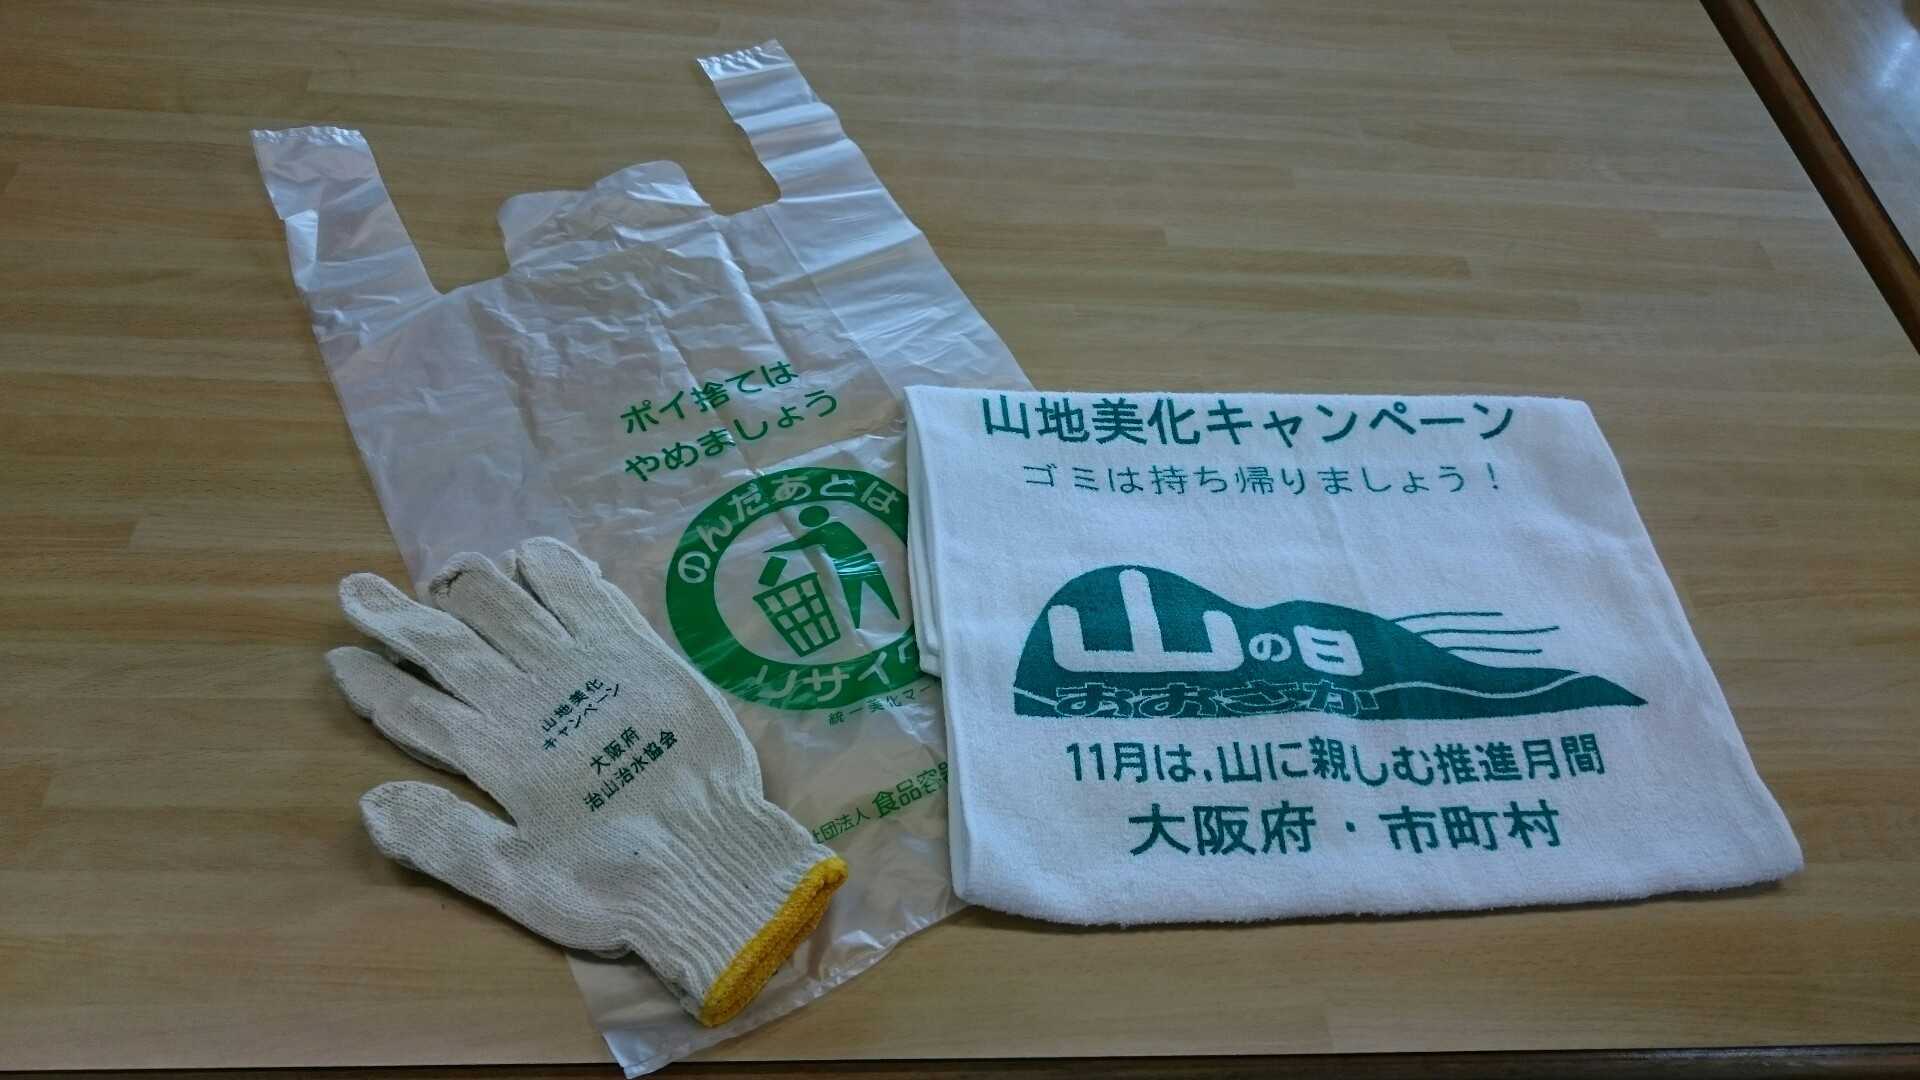 ポイ捨ては
やめましょう
のんだあとは
リサイク
統一美化マー
社団法人 食品容器
山地美化
キャンペーン
大阪府
治山治水協会
山地美化キャンペーン
ゴミは持ち帰りましょう！
山の日
おおさか
11月は、山に親しむ推進月間
大阪府・市町村